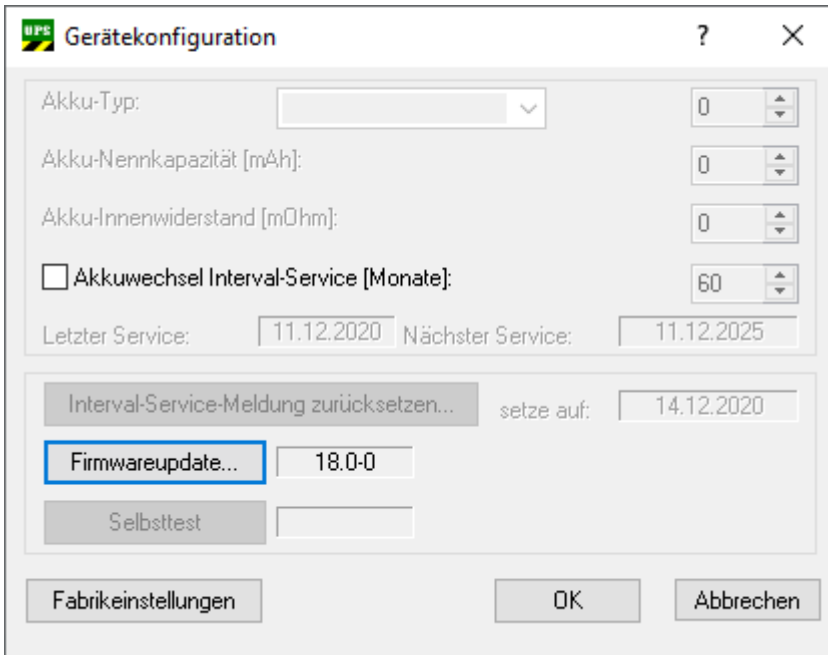 UPS Gerätekonfiguration ?
Akku-Typ: 0
Akku-Nennkapazität [mAh]: 0
Akku-Innenwiderstand [mOhm]: 0
Akkuwechsel Interval-Service [Monate]: 60
Letzter Service: 11.12.2020 Nächster Service: 11.12.2025
Interval-Service-Meldung zurücksetzen... setze auf: 14.12.2020
Firmwareupdate... 18.0-0
Selbsttest
Fabrikeinstellungen OK Abbrechen